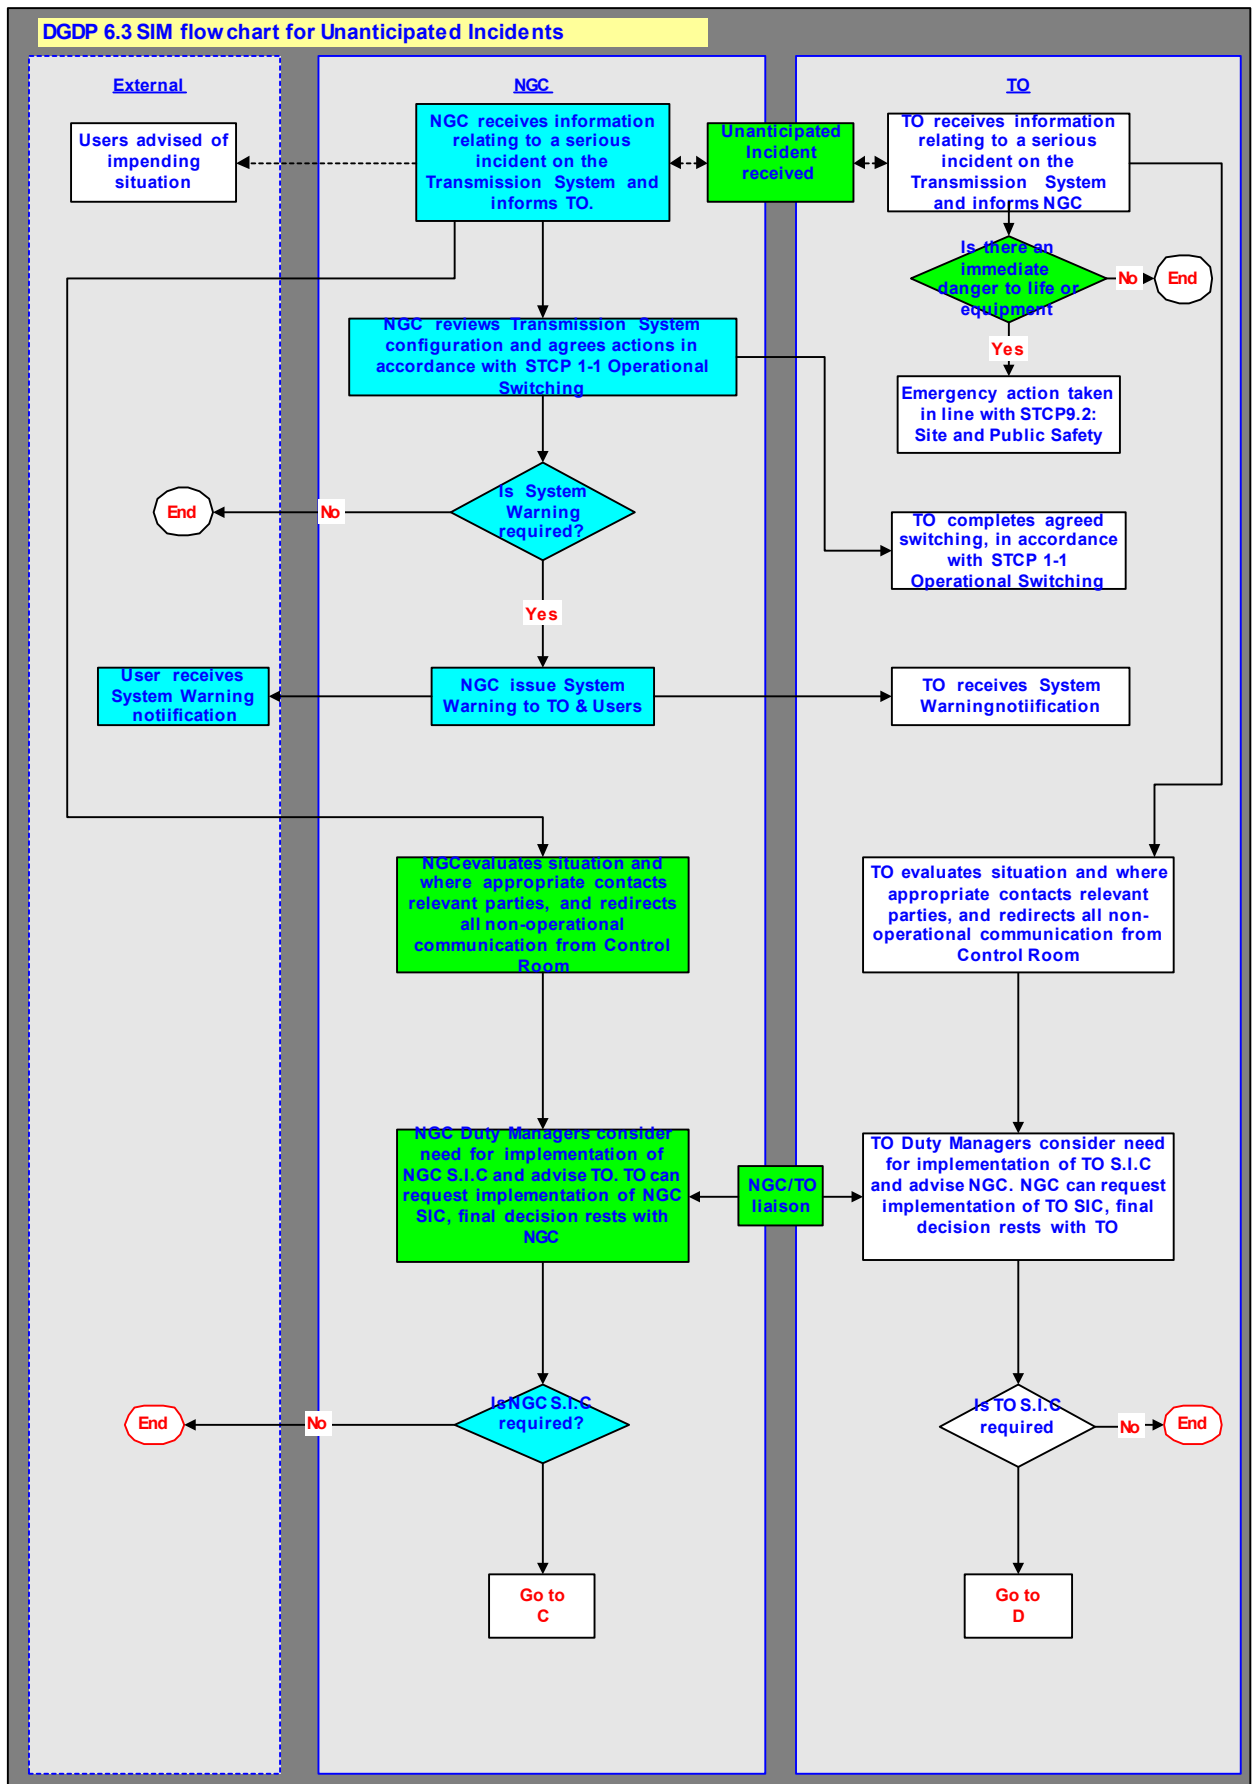 DGDP 6.3 SIM flowchart for Unanticipated Incidents
External
NGC
TO
Users advised of
impending
situation
NGC receives information
relating to a serious
incident on the
Transmission System and
informs TO.
Unanticipated
Incident
received
TO receives information
relating to a serious
incident on the
Transmission System
and informs NGC
Is there an
immediate
danger to life or
equipment
No
End
Yes
Emergency action taken
in line with STCP9.2:
Site and Public Safety
NGC reviews Transmission System
configuration and agrees actions in
accordance with STCP 1-1 Operational
Switching
Is System
Warning
required?
No
End
TO completes agreed
switching, in accordance
with STCP 1-1
Operational Switching
Yes
User receives
System Warning
notiification
NGC issue System
Warning to TO & Users
TO receives System
Warningnotiification
NGCevaluates situation and
where appropriate contacts
relevant parties, and redirects
all non-operational
communication from Control
Room
TO evaluates situation and where
appropriate contacts relevant
parties, and redirects all non-
operational communication from
Control Room
NGC Duty Managers consider
need for implementation of
NGC S.I.C and advise TO. TO can
request implementation of NGC
SIC, final decision rests with
NGC
NGC/TO
liaison
TO Duty Managers consider need
for implementation of TO S.I.C
and advise NGC. NGC can request
implementation of TO SIC, final
decision rests with TO
Is NGC S.I.C
required?
No
End
Is TO S.I.C
required
No
End
Go to
C
Go to
D